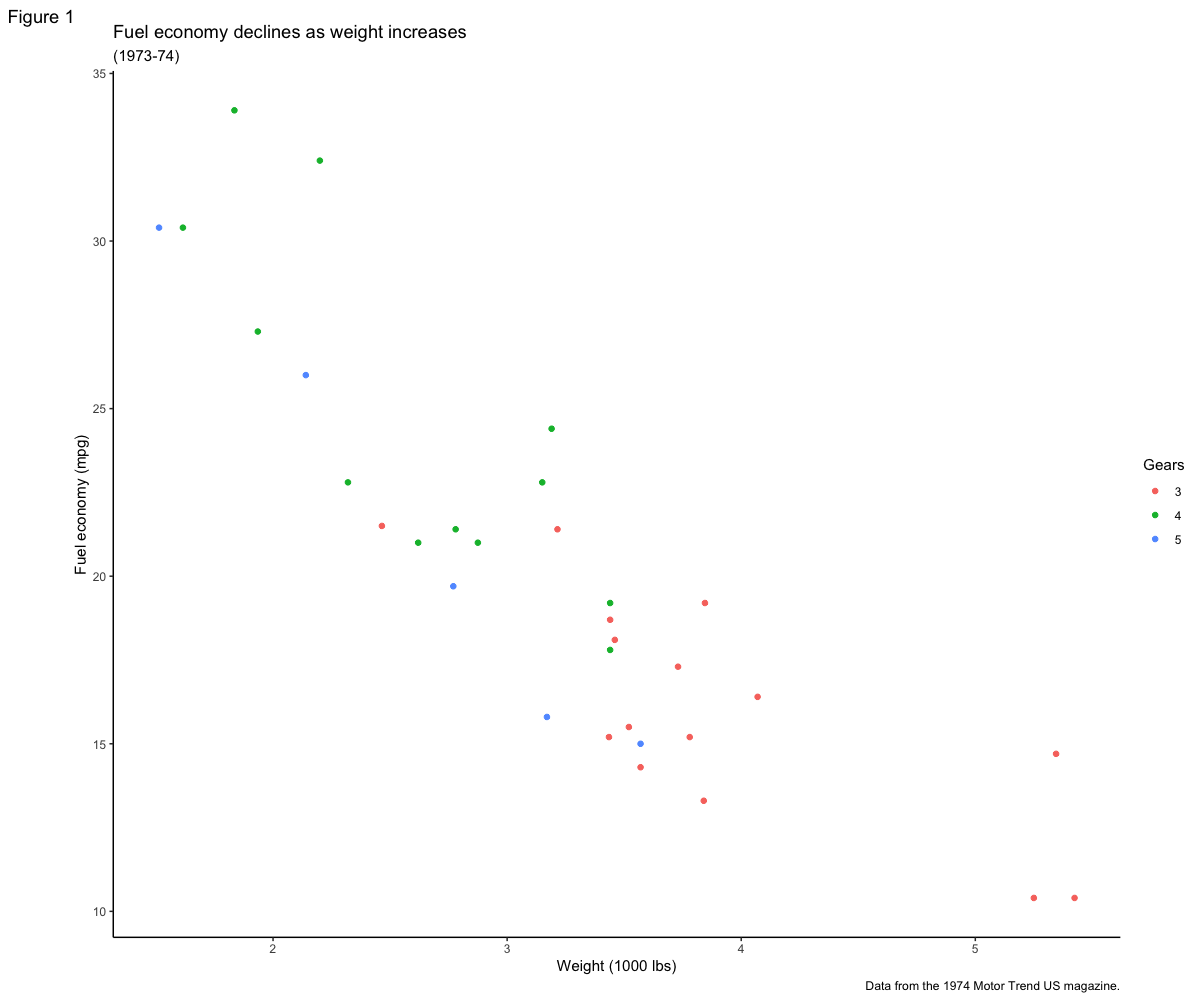 Figure 1
Fuel economy declines as weight increases
(1973-74)
35
30
25
20
15
10
Fuel economy (mpg)
2
3
4
5
Weight (1000 lbs)
Gears
3
4
5
Data from the 1974 Motor Trend US magazine.